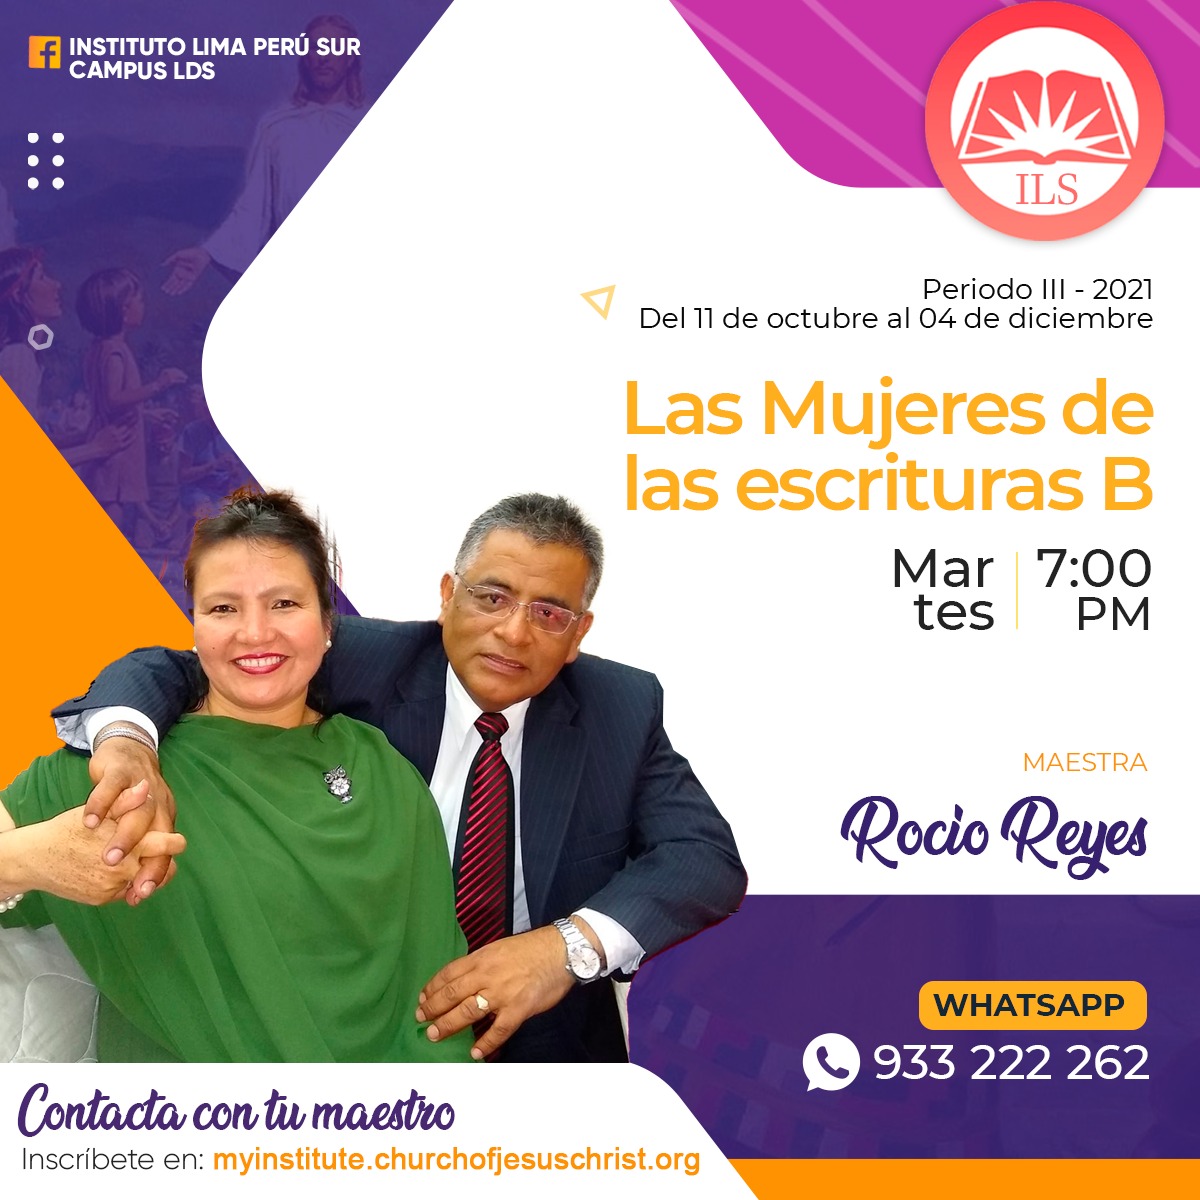 INSTITUTO LIMA PERÚ SUR
CAMPUS LDS
ILS
Periodo III - 2021
Del 11 de octubre al 04 de diciembre
Las Mujeres de
las escrituras B
Mar
tes
7:00
PM
MAESTRA
Rocio Reyes
WHATSAPP
933 222 262
Contacta con tu maestro
Inscríbete en: myinstitute.churchofjesuschrist.org